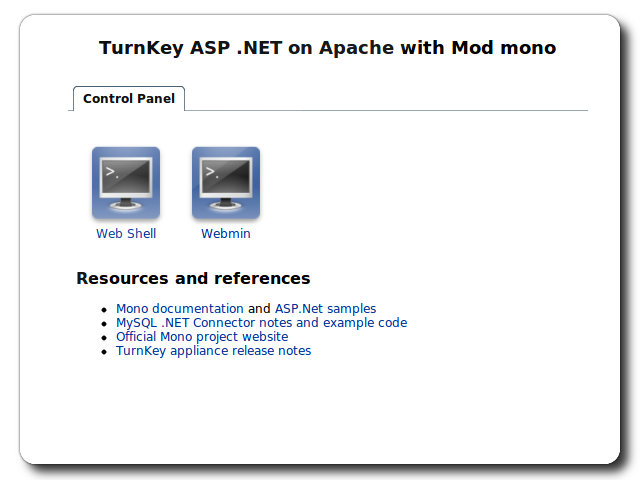 TurnKey ASP .NET on Apache with Mod mono
Control Panel
>_.
>_.
Web Shell Webmin
Resources and references
Mono documentation and ASP.Net samples
MySQL .NET Connector notes and example code
Official Mono project website
TurnKey appliance release notes